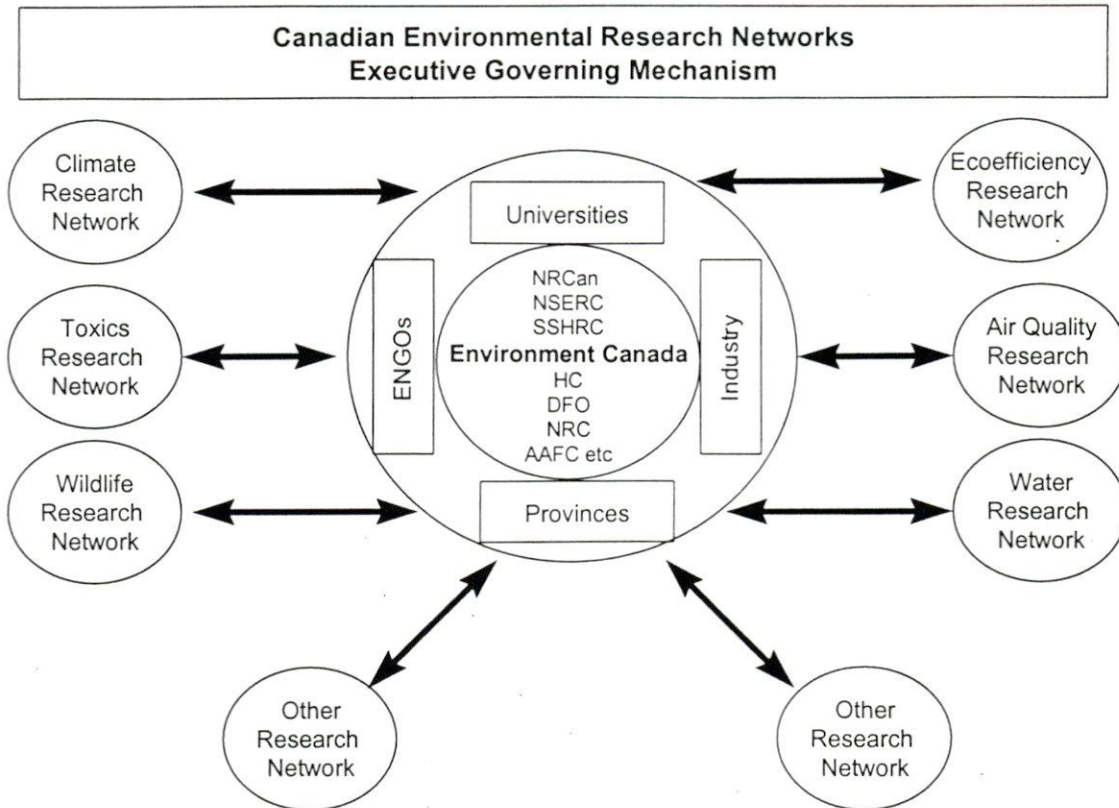 Canadian Environmental Research Networks
Executive Governing Mechanism
Climate
Research
Network
Ecoefficiency
Research
Network
Universities
NRCan
NSERC
SSHRC
Environment Canada
HC
DFO
NRC
AAFC etc
ENGOs
Industry
Provinces
Toxics
Research
Network
Air Quality
Research
Network
Wildlife
Research
Network
Water
Research
Network
Other
Research
Network
Other
Research
Network